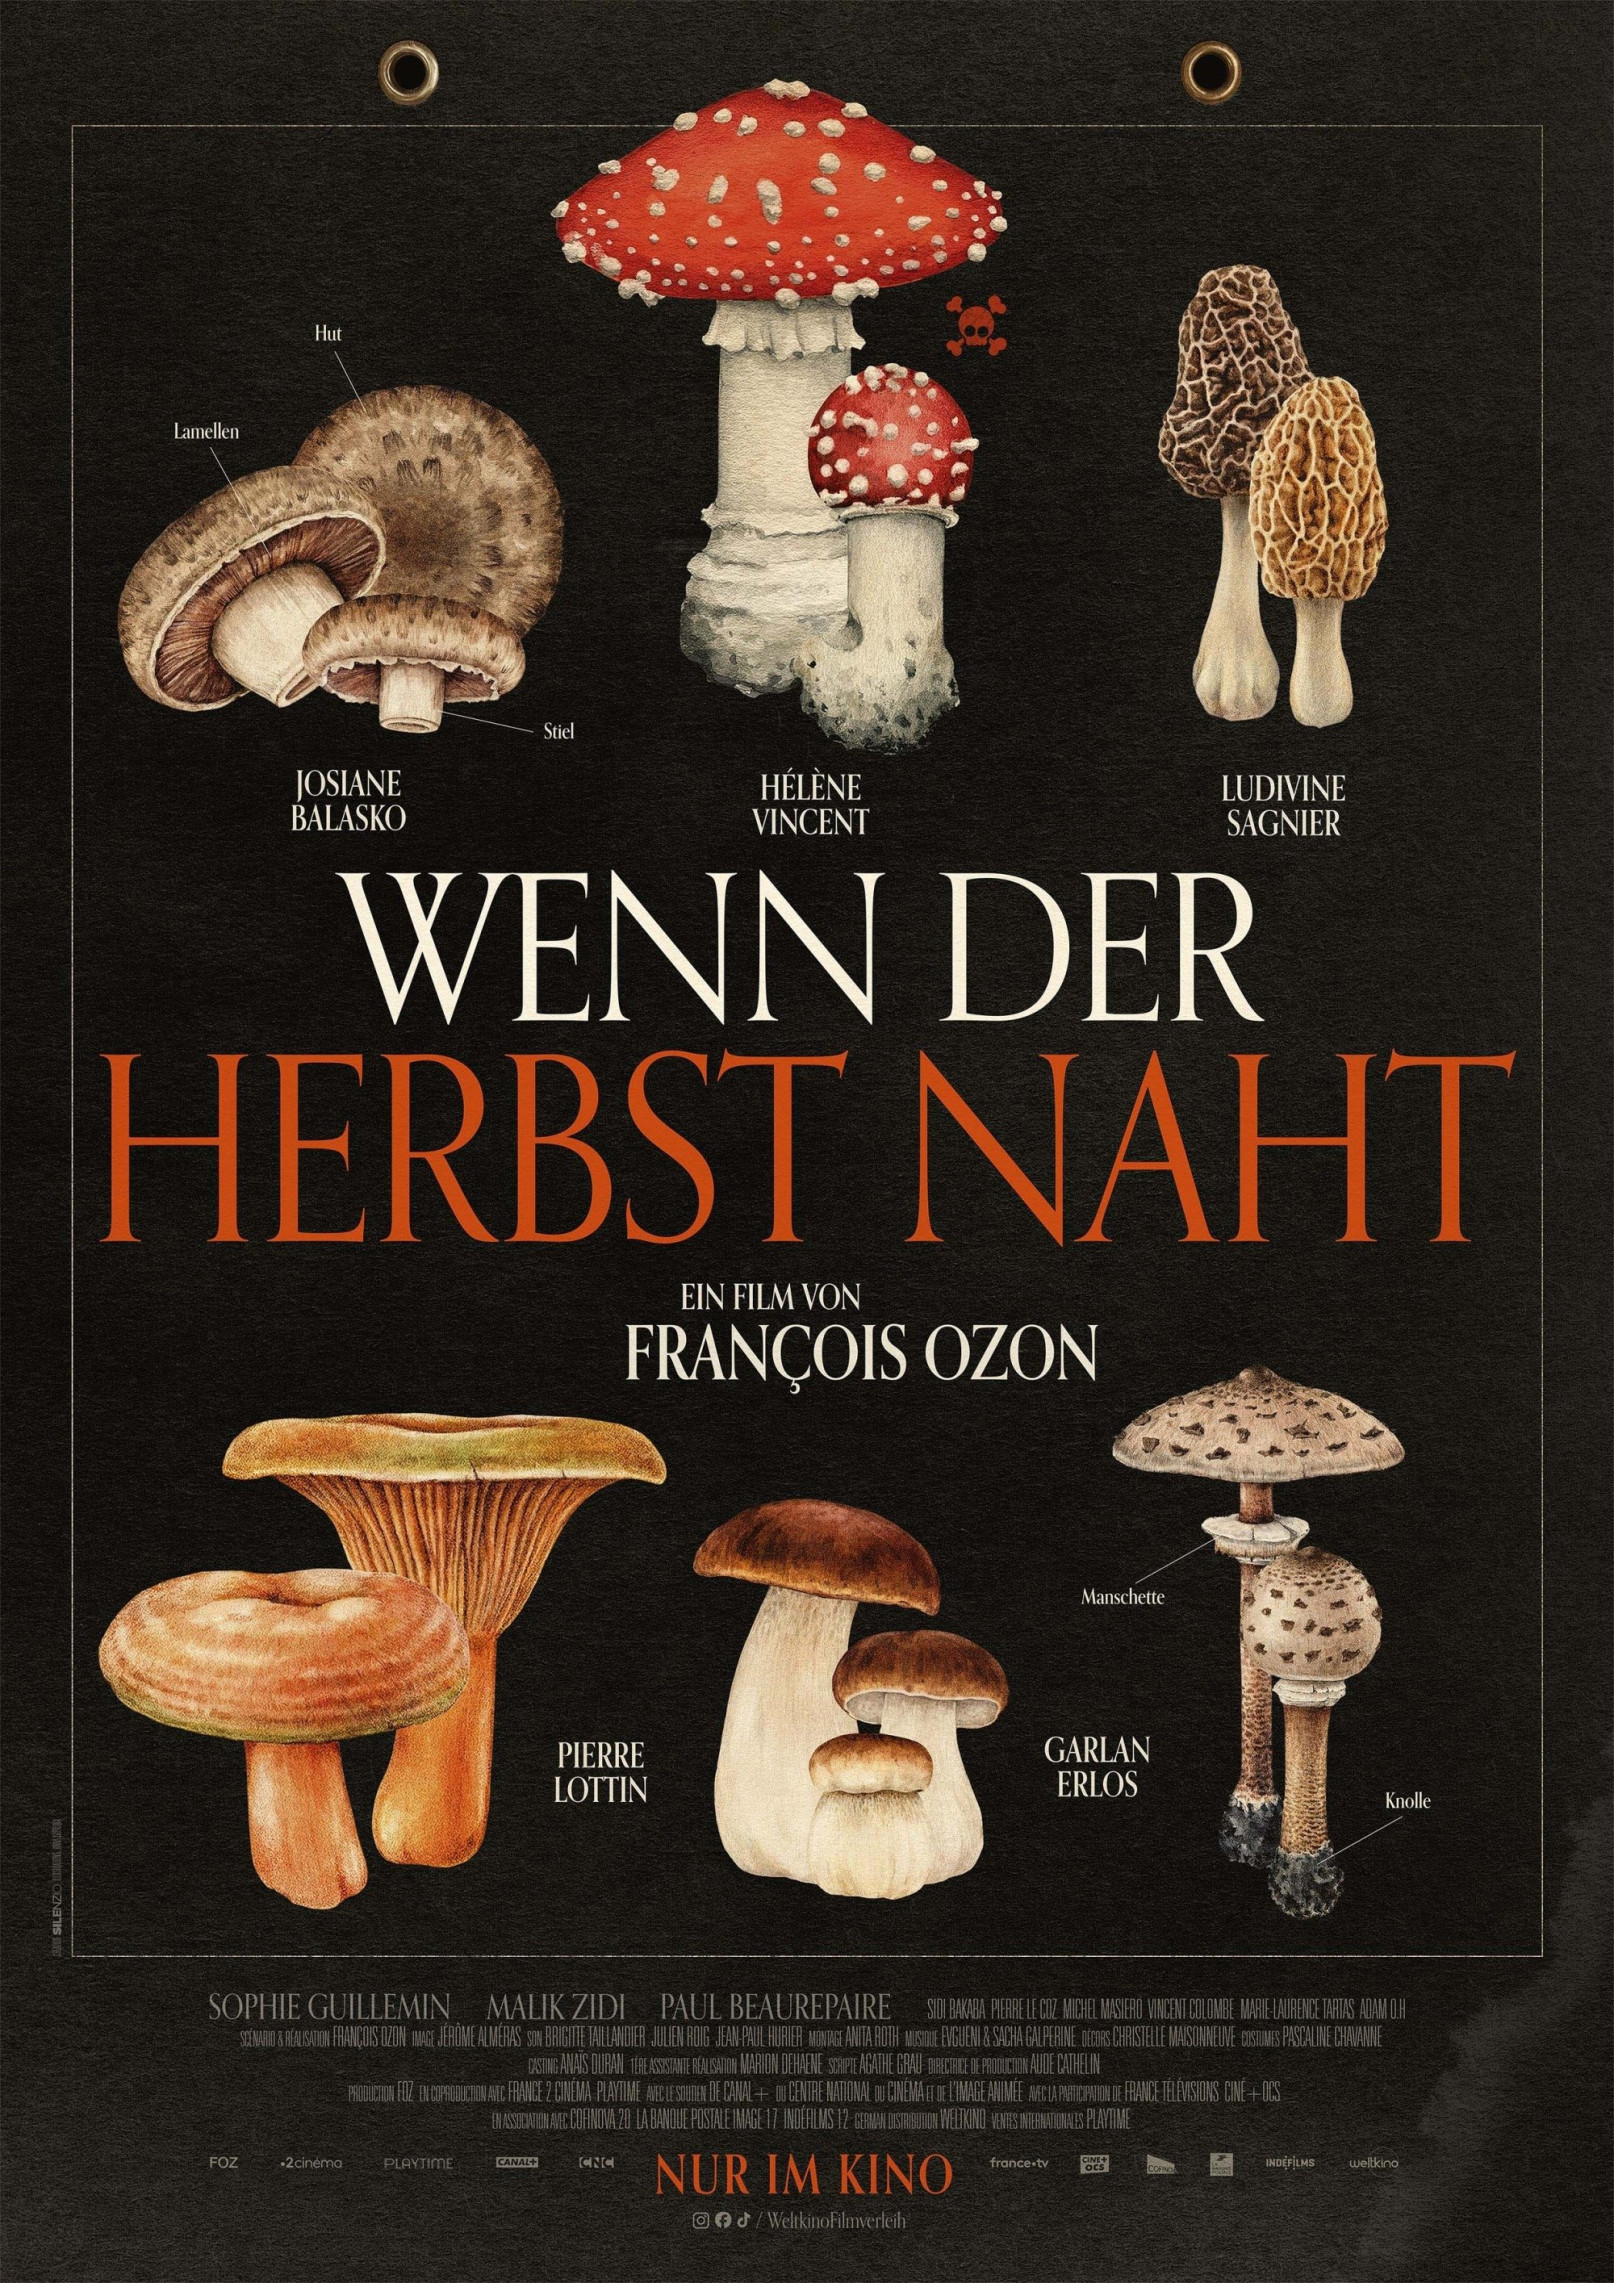 Hut
Lamellen
Stiel
JOSIANE
BALASKO
HÉLÈNE
VINCENT
LUDIVINE
SAGNIER
WENN DER
HERBST NAHT
EIN FILM VON
FRANÇOIS OZON
Manschette
PIERRE
LOTTIN
GARLAN
ERLOS
Knolle
SILENZIO
SOPHIE GUILLEMIN MALIK ZIDI PAUL BEAUREPAIRE SIDI BAKABA PIERRE LE COZ MICHEL MASIERO VINCENT COLOMBE MARIE-LAURENCE TARTAS ADAM O.H
SCÉNARIO & RÉALISATION FRANÇOIS OZON IMAGE JÉRÔME ALMÉRAS SON BRIGITTE TAILLANDIER JULIEN ROIG JEAN-PAUL HURIER MONTAGE ANITA ROTH MUSIQUE EVGUENI & SACHA GALPERINE DÉCORS CHRISTELLE MAISONNEUVE COSTUMES PASCALINE CHAVANNE
CASTING ANAÏS DURAN 1ÈRE ASSISTANTE RÉALISATION MARION DEHAENE SCRIPTE AGATHE GRAU DIRECTRICE DE PRODUCTION AUDE CATHELIN
PRODUCTION FOZ EN COPRODUCTION AVEC FRANCE 2 CINÉMA PLAYTIME AVEC LE SOUTIEN DE CANAL+ DU CENTRE NATIONAL DU CINÉMA ET DE L'IMAGE ANIMÉE AVEC LA PARTICIPATION DE FRANCE TÉLÉVISIONS CINÉ+OCS
EN ASSOCIATION AVEC COFINOVA 20 LA BANQUE POSTALE IMAGE 17 INDÉFILMS 12 GERMAN DISTRIBUTION WELTKINO VENTES INTERNATIONALES PLAYTIME
FOZ •2cinéma PLAYTIME CANAL+ CNC NUR IM KINO france•tv CINÉ+ OCS COFINOVA INDÉFILMS weltkino
/ WeltkinoFilmverleih